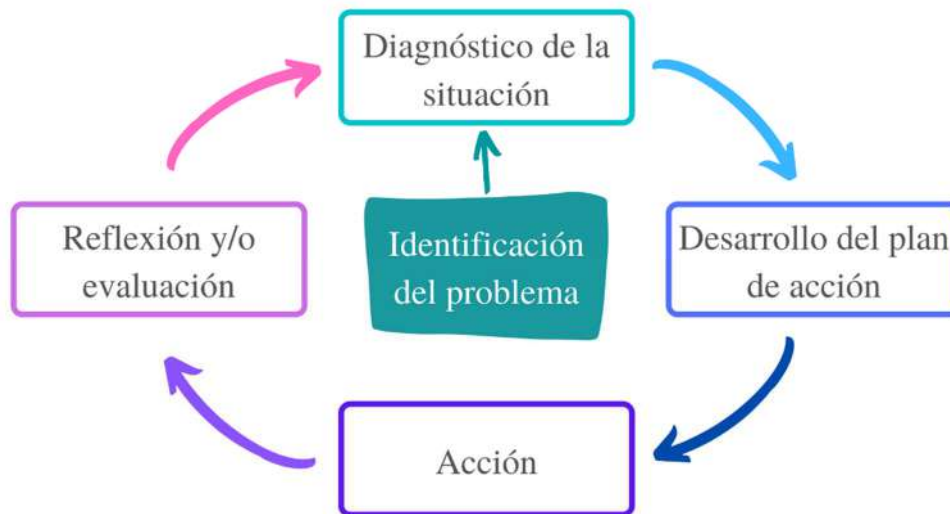 Diagnóstico de la
situación
Reflexión y/o
evaluación
Identificación
del problema
Desarrollo del plan
de acción
Acción